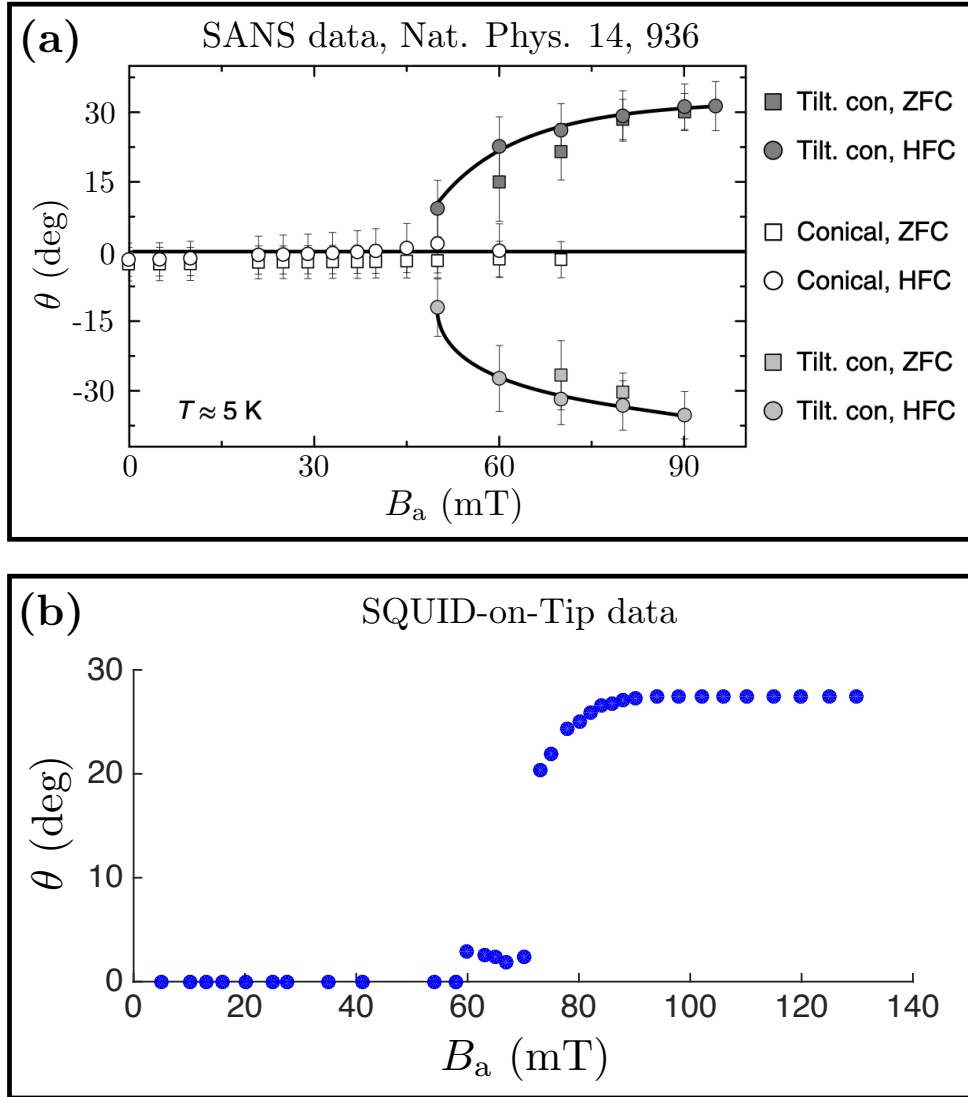 (a) SANS data, Nat. Phys. 14, 936
30
15
0
-15
-30
θ (deg)
T ≈ 5 K
0 30 60 90
B_a (mT)
Tilt. con, ZFC
Tilt. con, HFC
Conical, ZFC
Conical, HFC
Tilt. con, ZFC
Tilt. con, HFC
(b) SQUID-on-Tip data
30
20
10
0
θ (deg)
0 20 40 60 80 100 120 140
B_a (mT)